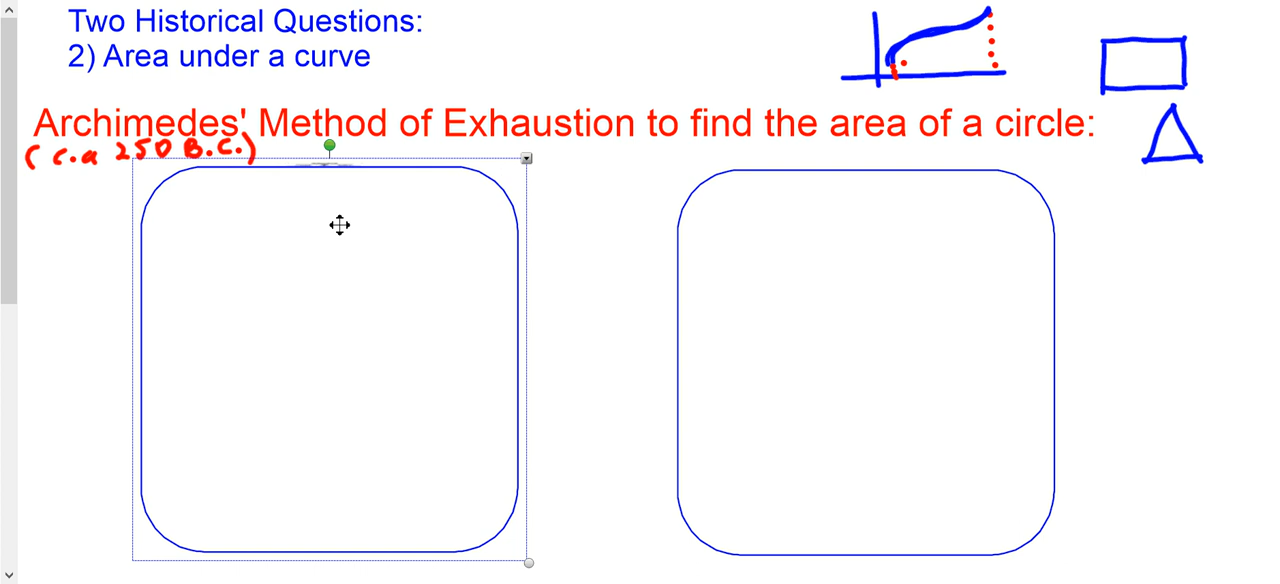 Two Historical Questions:
2) Area under a curve
Archimedes' Method of Exhaustion to find the area of a circle:
( c.a 250 B.C.)